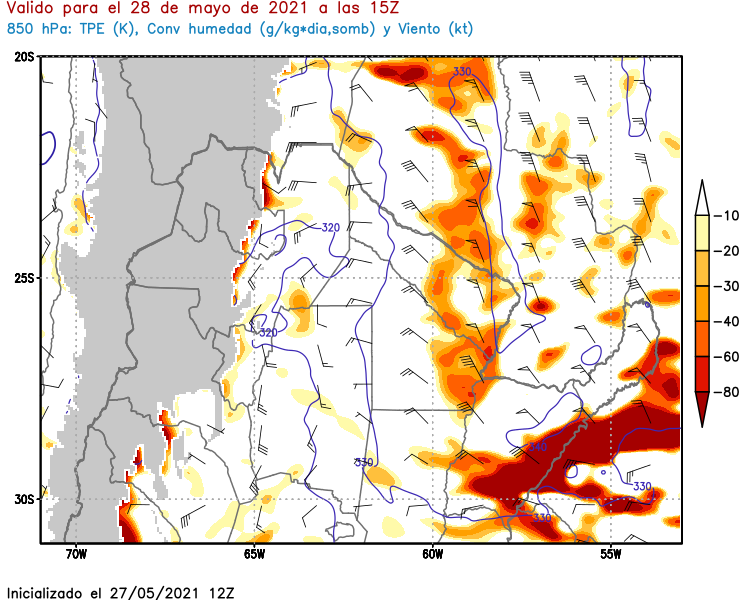 Valido para el 28 de mayo de 2021 a las 15Z
850 hPa: TPE (K), Conv humedad (g/kg*dia,somb) y Viento (kt)
20S
330
320
-10
-20
25S
-30
-40
320
-60
-80
340
330
330
30S
330
70W 65W 60W 55W
Inicializado el 27/05/2021 12Z